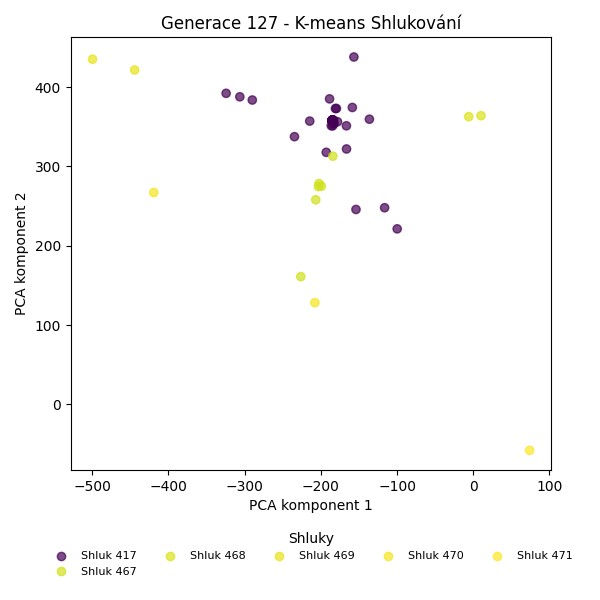 Generace 127 - K-means Shlukování
PCA komponent 2
400
300
200
100
0
−500 −400 −300 −200 −100 0 100
PCA komponent 1
Shluky
Shluk 417 Shluk 468 Shluk 469 Shluk 470 Shluk 471
Shluk 467